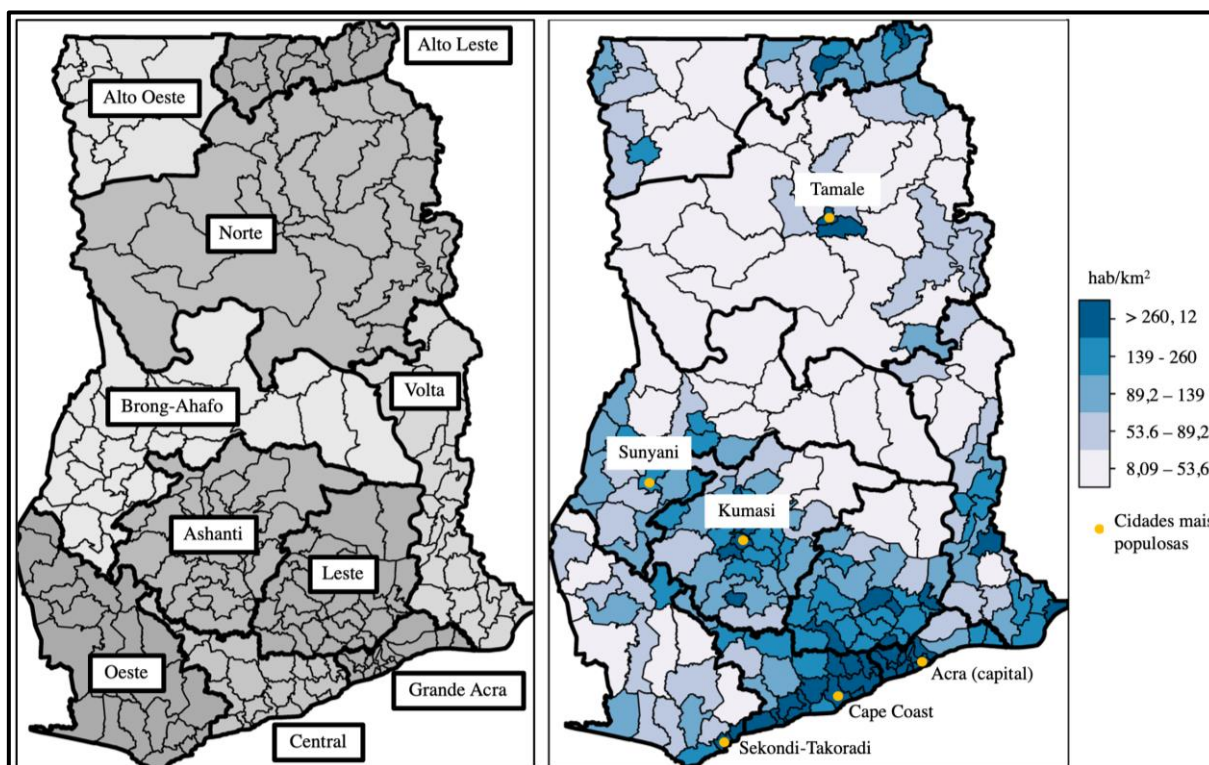 Alto Leste
Alto Oeste
Norte
Volta
Brong-Ahafo
Ashanti
Leste
Oeste
Grande Acra
Central
Tamale
Sunyani
Kumasi
Acra (capital)
Cape Coast
Sekondi-Takoradi
hab/km²
> 260, 12
139 - 260
89,2 – 139
53.6 – 89,2
8,09 – 53,6
Cidades mais
populosas